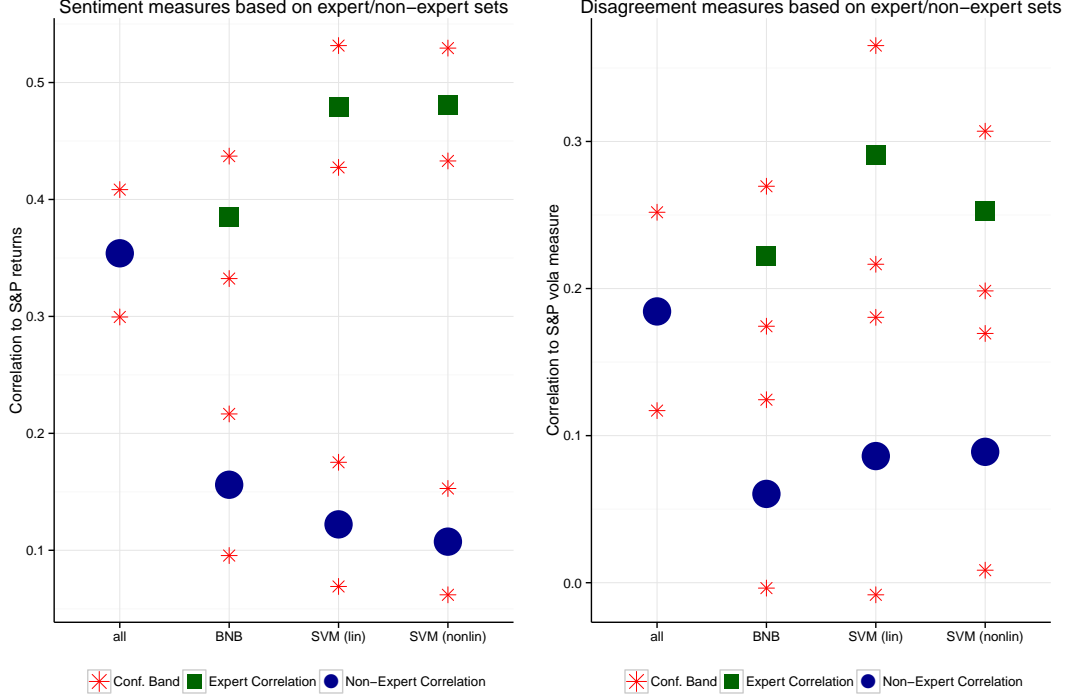 Sentiment measures based on expert/non−expert sets
Correlation to S&P returns
0.5
0.4
0.3
0.2
0.1
all BNB SVM (lin) SVM (nonlin)
Conf. Band Expert Correlation Non−Expert Correlation
Disagreement measures based on expert/non−expert sets
Correlation to S&P vola measure
0.3
0.2
0.1
0.0
all BNB SVM (lin) SVM (nonlin)
Conf. Band Expert Correlation Non−Expert Correlation